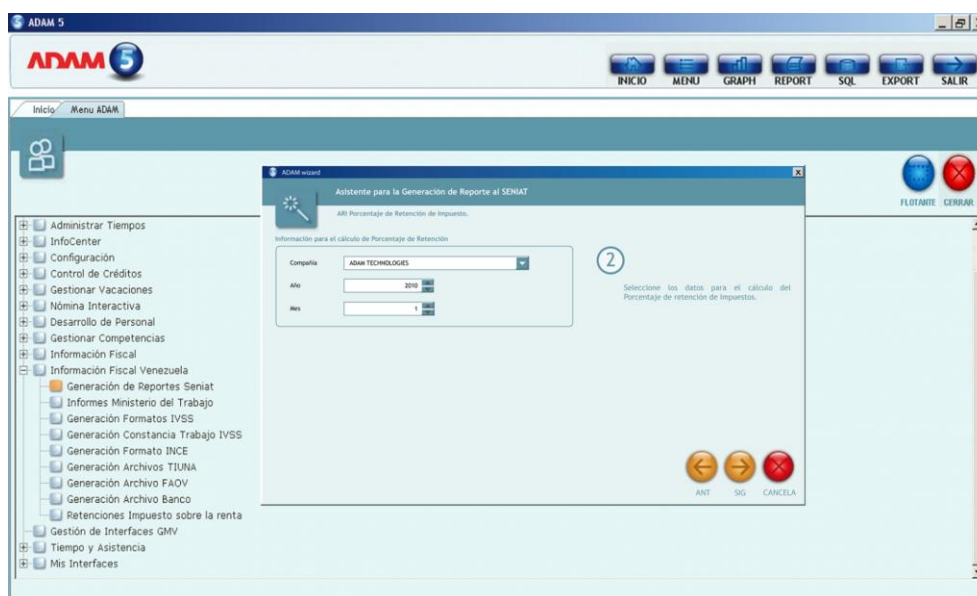 ADAM 5
ADAM 5
INICIO MENU GRAPH REPORT SQL EXPORT SALIR
Inicio Menu ADAM
FLOTANTE CERRAR
ADAM wizard
Asistente para la Generación de Reporte al SENIAT
ARI Porcentaje de Retención de Impuesto.
Información para el cálculo de Porcentaje de Retención
Compañía ADAM TECHNOLOGIES
Año 2010
Mes 1
2
Seleccione los datos para el cálculo del
Porcentaje de retención de Impuestos.
ANT SIG CANCELA
Administrar Tiempos
InfoCenter
Configuración
Control de Créditos
Gestionar Vacaciones
Nómina Interactiva
Desarrollo de Personal
Gestionar Competencias
Información Fiscal
Información Fiscal Venezuela
Generación de Reportes Seniat
Informes Ministerio del Trabajo
Generación Formatos IVSS
Generación Constancia Trabajo IVSS
Generación Formato INCE
Generación Archivos TIUNA
Generación Archivo FAOV
Generación Archivo Banco
Retenciones Impuesto sobre la renta
Gestión de Interfaces GMV
Tiempo y Asistencia
Mis Interfaces